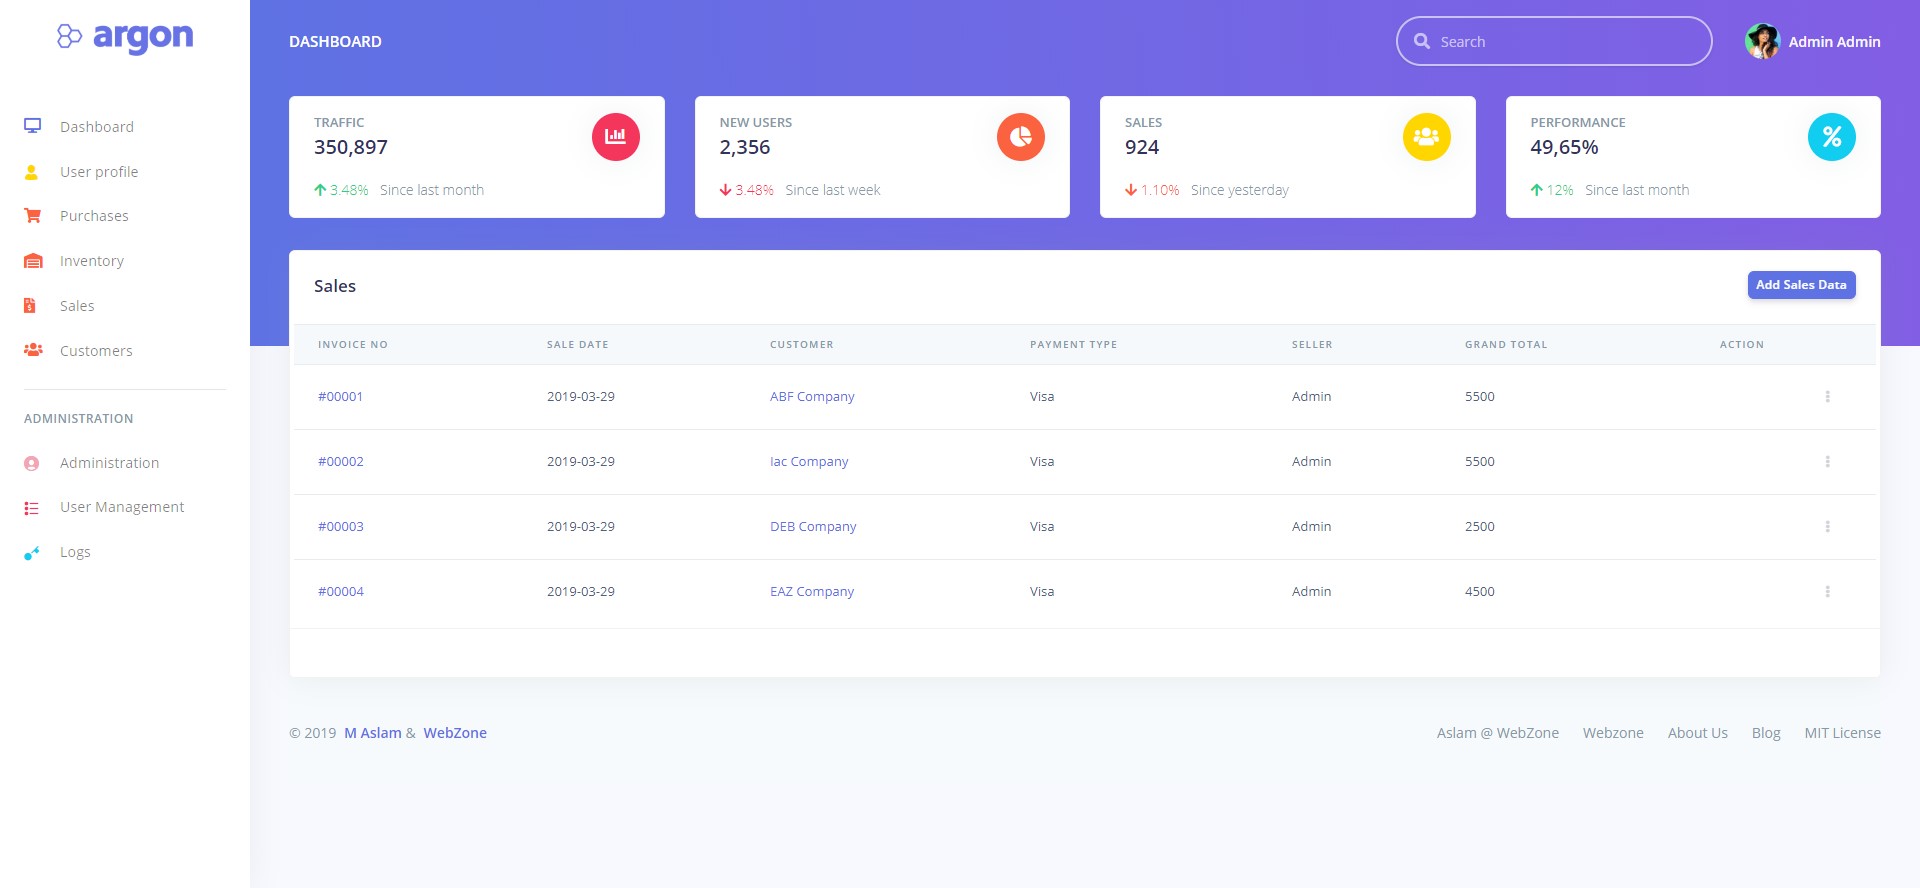 argon
Dashboard
User profile
Purchases
Inventory
Sales
Customers
ADMINISTRATION
Administration
User Management
Logs
DASHBOARD
Search
Admin Admin
TRAFFIC
350,897
3.48% Since last month
NEW USERS
2,356
3.48% Since last week
SALES
924
1.10% Since yesterday
PERFORMANCE
49,65%
12% Since last month
Sales
Add Sales Data
INVOICE NO SALE DATE CUSTOMER PAYMENT TYPE SELLER GRAND TOTAL ACTION
#00001 2019-03-29 ABF Company Visa Admin 5500
#00002 2019-03-29 Iac Company Visa Admin 5500
#00003 2019-03-29 DEB Company Visa Admin 2500
#00004 2019-03-29 EAZ Company Visa Admin 4500
© 2019 M Aslam & WebZone
Aslam @ WebZone Webzone About Us Blog MIT License